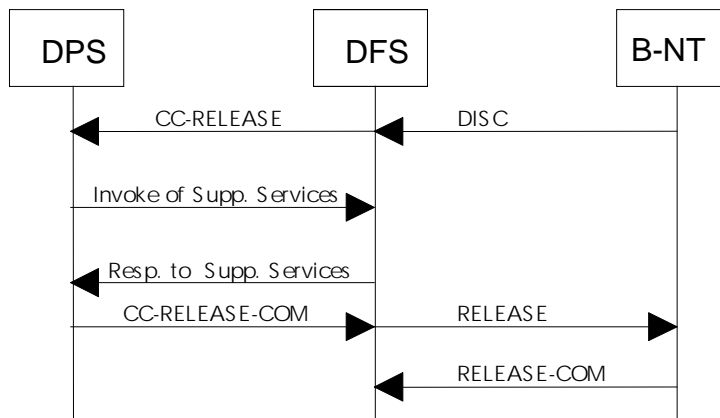 DPS
DFS
B-NT
CC-RELEASE
DISC
Invoke of Supp. Services
Resp. to Supp. Services
CC-RELEASE-COM
RELEASE
RELEASE-COM